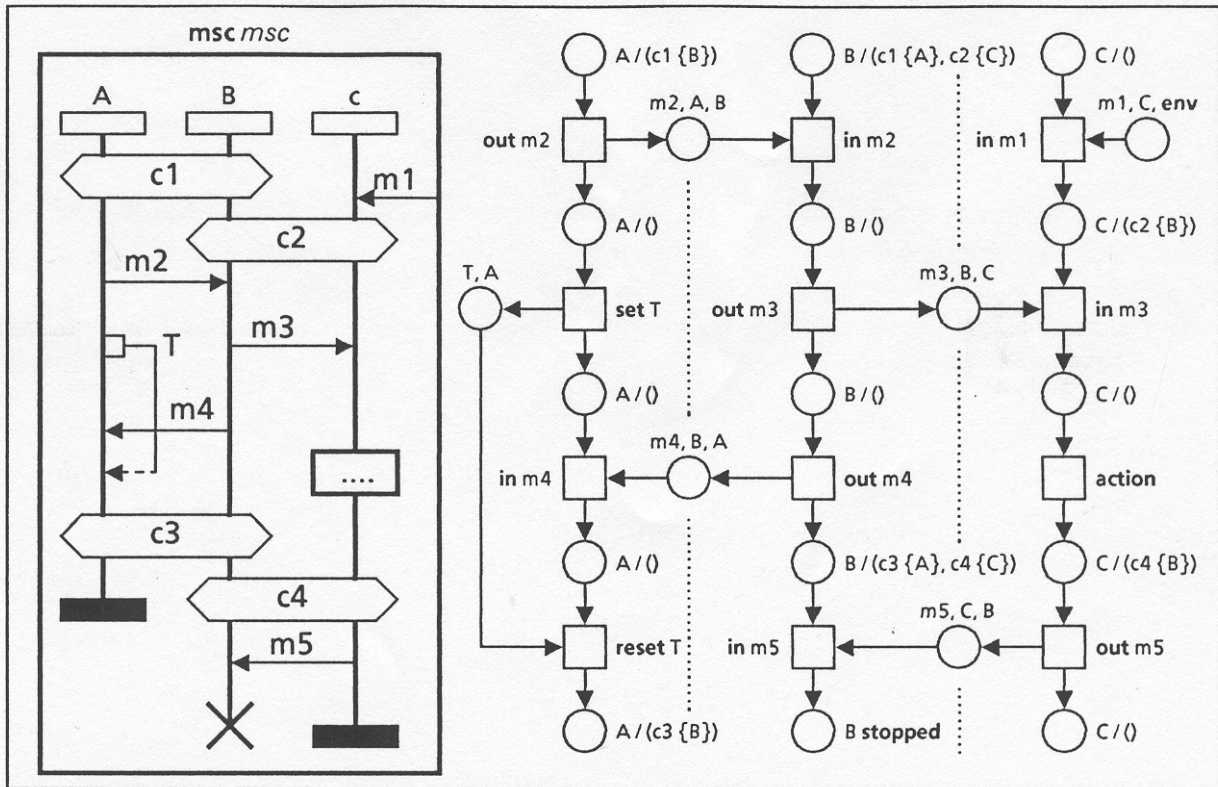 msc msc
A B c
c1
m1
c2
m2
m3
T
m4
....
c3
c4
m5
A / (c1 {B}) B / (c1 {A}, c2 {C}) C / ()
m2, A, B m1, C, env
out m2 in m2 in m1
A / () B / () C / (c2 {B})
T, A m3, B, C
set T out m3 in m3
A / () B / () C / ()
m4, B, A
in m4 out m4 action
A / () B / (c3 {A}, c4 {C}) C / (c4 {B})
m5, C, B
reset T in m5 out m5
A / (c3 {B}) B stopped C / ()